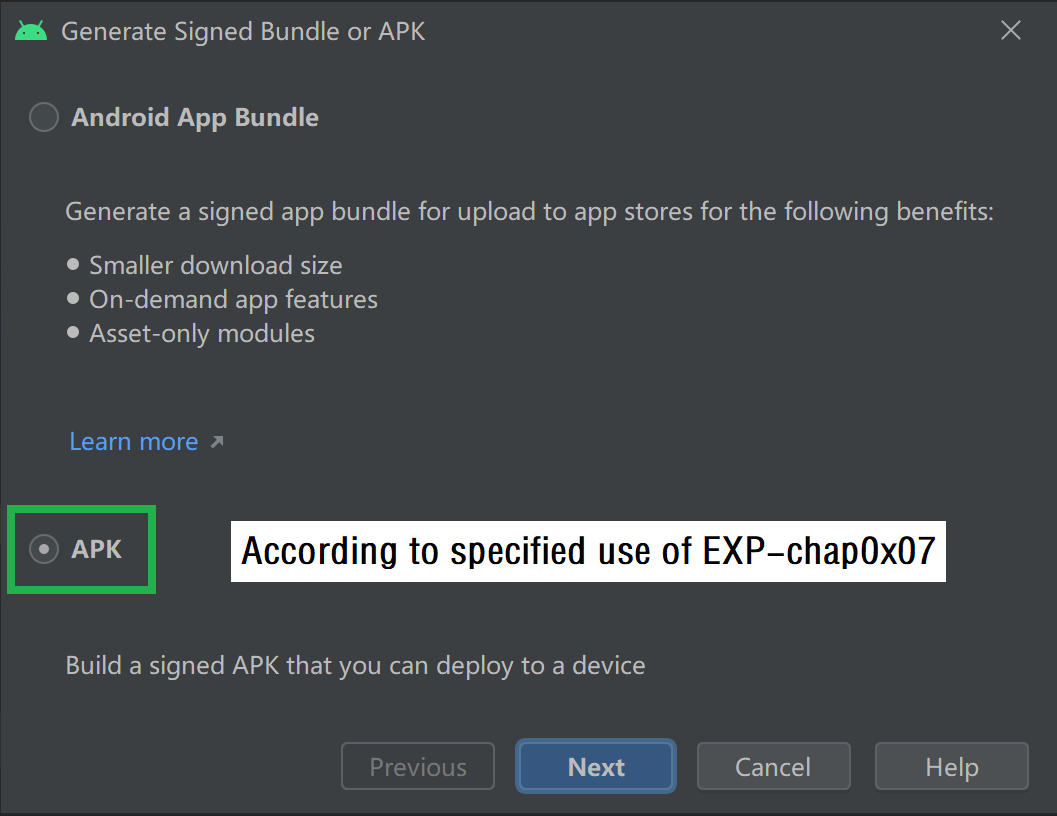 Generate Signed Bundle or APK
Android App Bundle
Generate a signed app bundle for upload to app stores for the following benefits:
Smaller download size
On-demand app features
Asset-only modules
Learn more
APK
According to specified use of EXP-chap0x07
Build a signed APK that you can deploy to a device
Previous
Next
Cancel
Help